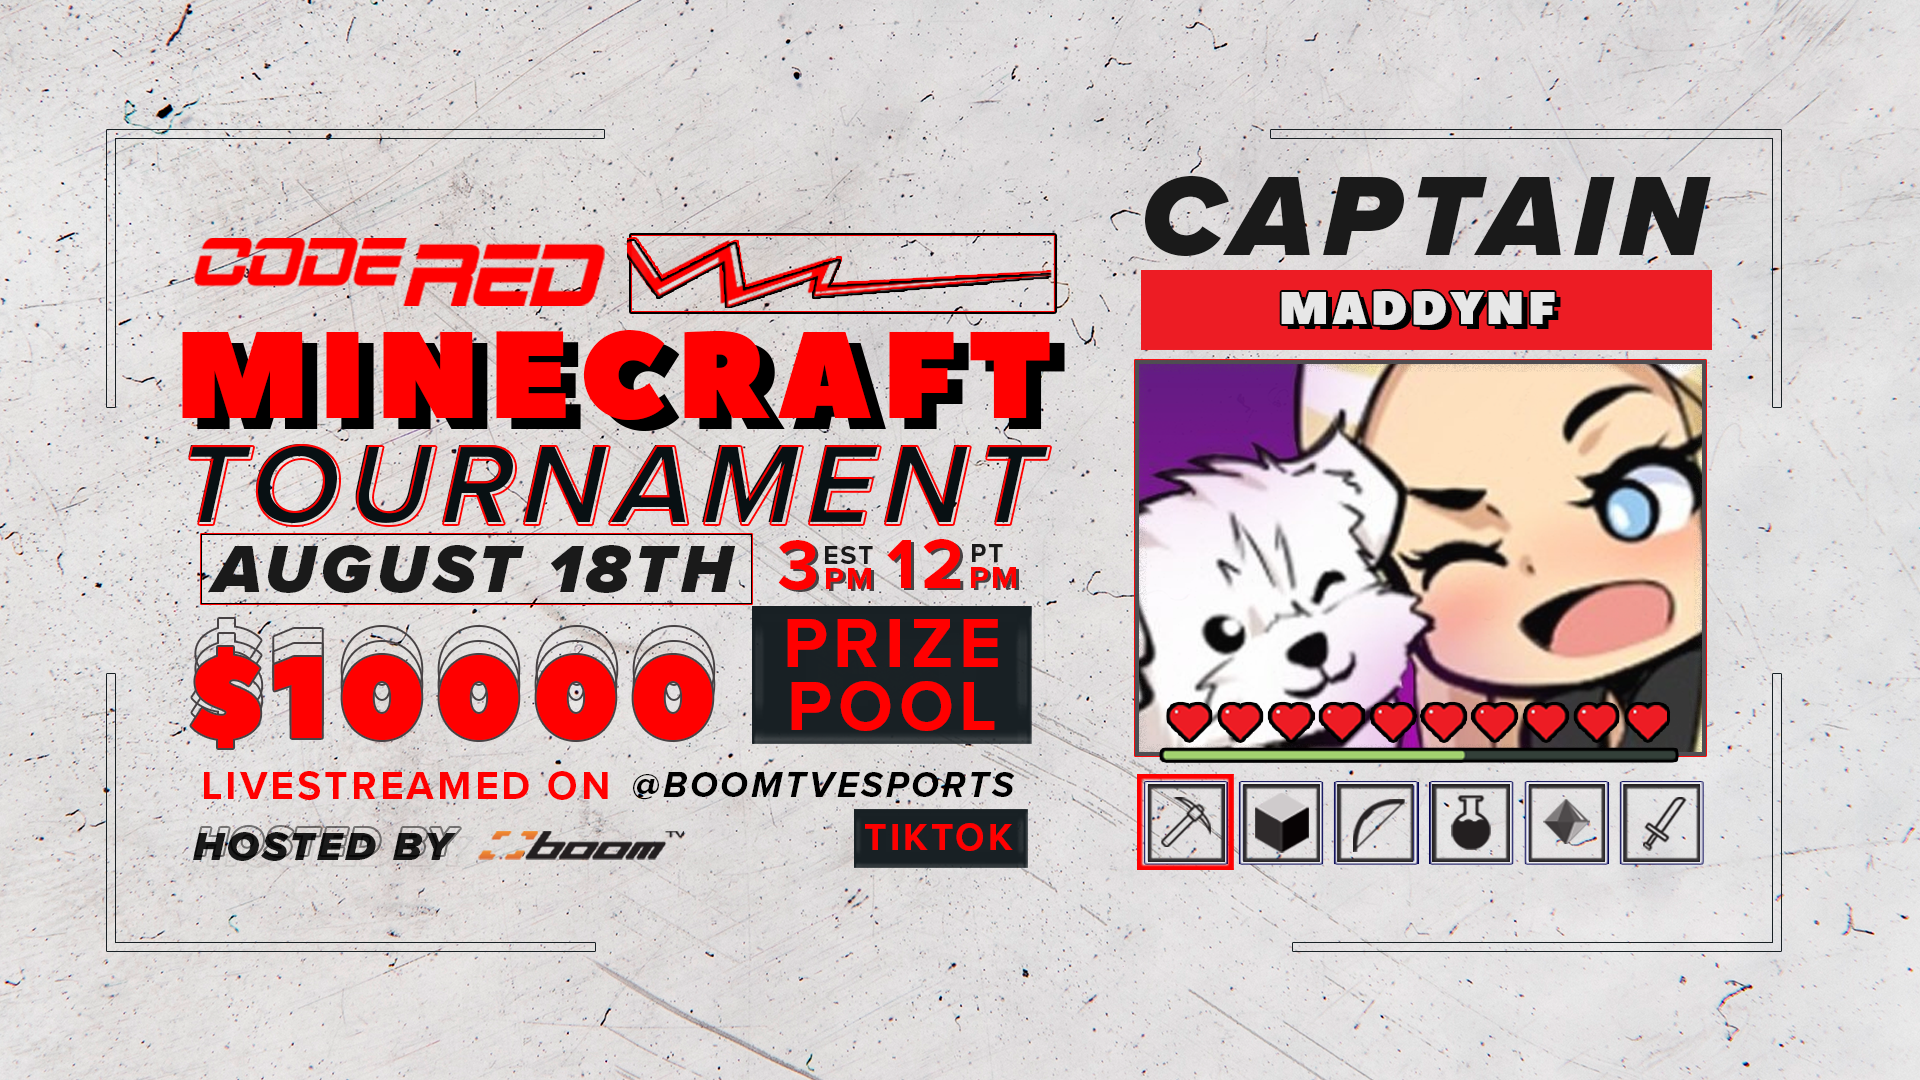 CODE RED
MINECRAFT
TOURNAMENT
AUGUST 18TH 3 EST PM 12 PT PM
$10000 PRIZE POOL
LIVESTREAMED ON @BOOMTVESPORTS
HOSTED BY boom TV TIKTOK
CAPTAIN
MADDYNF